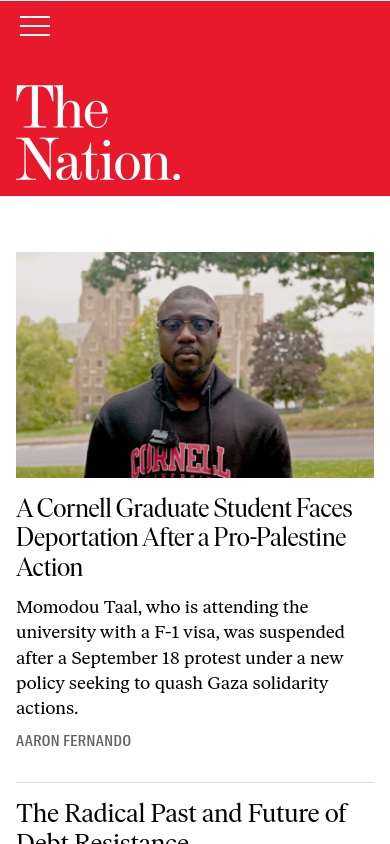 The
Nation.
CORNELL
A Cornell Graduate Student Faces
Deportation After a Pro-Palestine
Action
Momodou Taal, who is attending the
university with a F-1 visa, was suspended
after a September 18 protest under a new
policy seeking to quash Gaza solidarity
actions.
AARON FERNANDO
The Radical Past and Future of
Debt Resistance